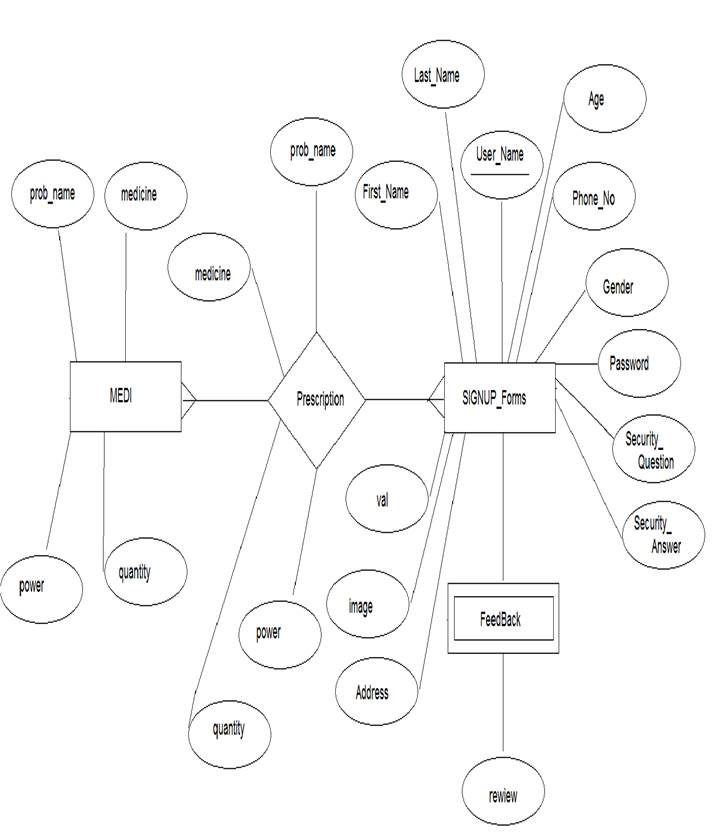 Last_Name
Age
User_Name
prob_name
First_Name
Phone_No
prob_name
medicine
medicine
Gender
Password
MEDI
Prescription
SIGNUP_Forms
Security_
Question
val
Security_
Answer
power
quantity
image
FeedBack
power
Address
quantity
rewiew